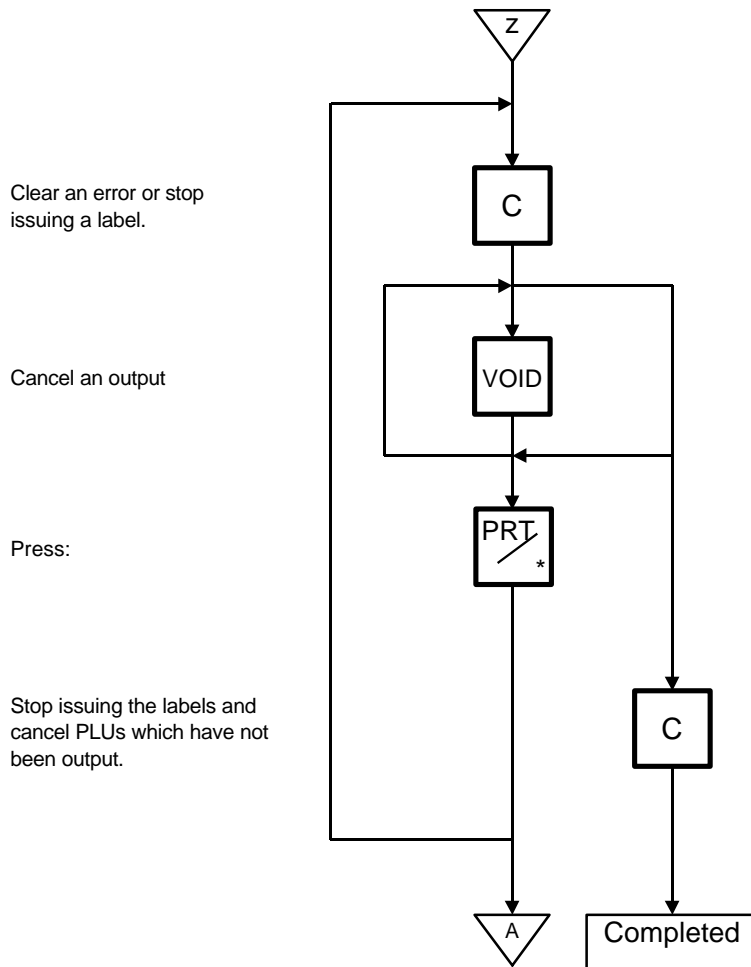 Z
Clear an error or stop
issuing a label.
C
Cancel an output
VOID
Press:
PRT
*
Stop issuing the labels and
cancel PLUs which have not
been output.
C
A
Completed